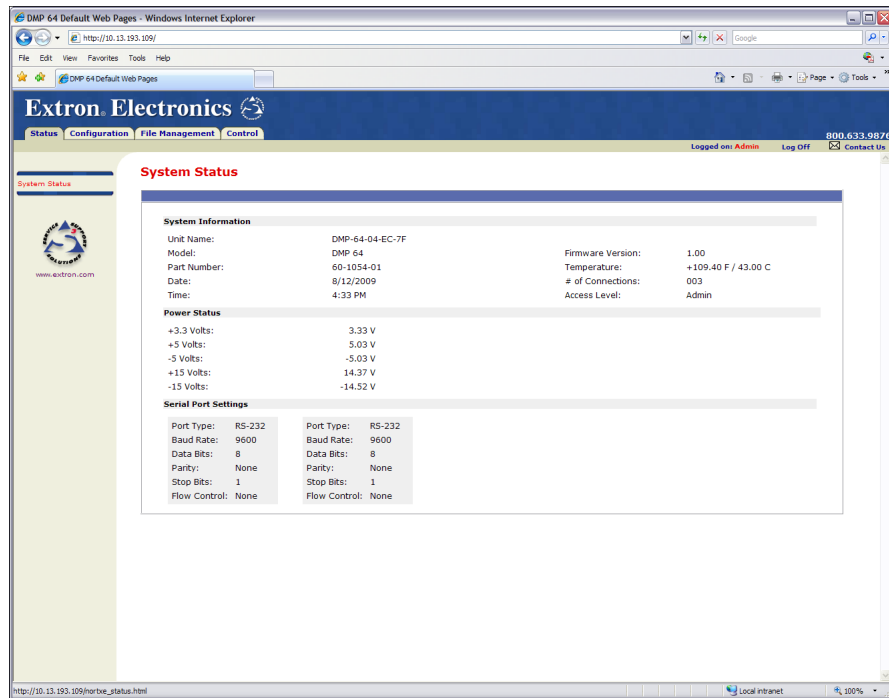 DMP 64 Default Web Pages - Windows Internet Explorer
http://10.13.193.109/
Google
File Edit View Favorites Tools Help
DMP 64 Default Web Pages
Page Tools
Extron. Electronics
Status Configuration File Management Control
800.633.9876
Logged on: Admin Log Off Contact Us
System Status
System Status
System Information
Unit Name: DMP-64-04-EC-7F
Model: DMP 64 Firmware Version: 1.00
Part Number: 60-1054-01 Temperature: +109.40 F / 43.00 C
Date: 8/12/2009 # of Connections: 003
Time: 4:33 PM Access Level: Admin
Power Status
+3.3 Volts: 3.33 V
+5 Volts: 5.03 V
-5 Volts: -5.03 V
+15 Volts: 14.37 V
-15 Volts: -14.52 V
Serial Port Settings
Port Type: RS-232 Port Type: RS-232
Baud Rate: 9600 Baud Rate: 9600
Data Bits: 8 Data Bits: 8
Parity: None Parity: None
Stop Bits: 1 Stop Bits: 1
Flow Control: None Flow Control: None
SERVICE SUPPORT SOLUTIONS
S3
www.extron.com
http://10.13.193.109/nortxe_status.html
Local intranet 100%